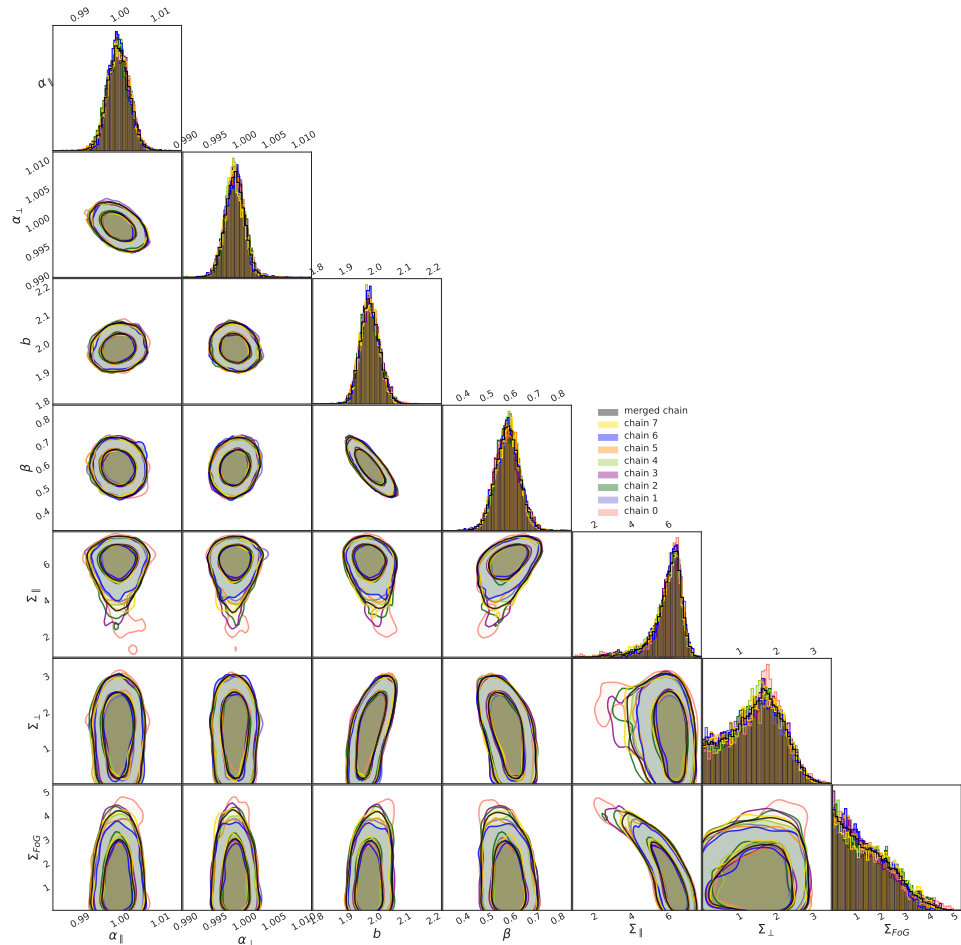 0.99 1.00 1.01
α∥
0.990 0.995 1.000 1.005 1.010
1.010
1.005
1.000
0.995
0.990
α⊥
1.8 1.9 2.0 2.1 2.2
2.2
2.1
2.0
1.9
1.8
b
0.4 0.5 0.6 0.7 0.8
0.8
0.7
0.6
0.5
0.4
β
merged chain
chain 7
chain 6
chain 5
chain 4
chain 3
chain 2
chain 1
chain 0
2 4 6
6
4
2
Σ∥
1 2 3
3
2
1
Σ⊥
5
4
3
2
1
ΣFoG
0.99 1.00 1.01
0.990 0.995 1.000 1.005 1.010
1.8 1.9 2.0 2.1 2.2
0.4 0.5 0.6 0.7 0.8
2 4 6
1 2 3
1 2 3 4 5
α∥ α⊥ b β Σ∥ Σ⊥ ΣFoG